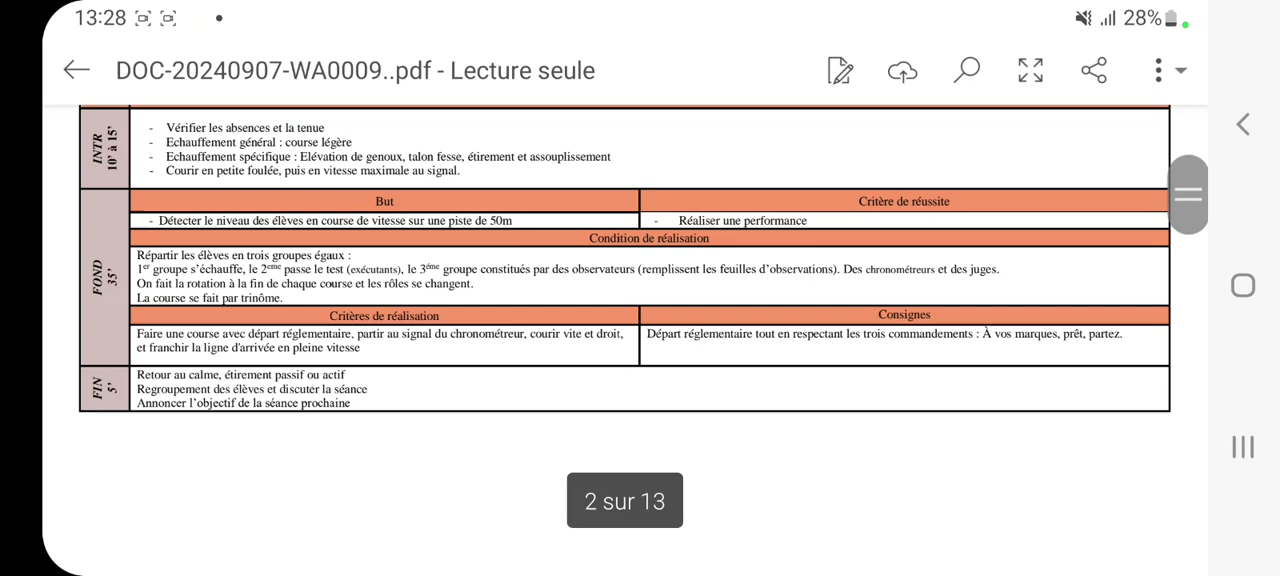 13:28 28%
DOC-20240907-WA0009..pdf - Lecture seule
INTR
10' à 15'
- Vérifier les absences et la tenue
- Echauffement général : course légère
- Echauffement spécifique : Elévation de genoux, talon fesse, étirement et assouplissement
- Courir en petite foulée, puis en vitesse maximale au signal.
FOND
35'
But Critère de réussite
- Détecter le niveau des élèves en course de vitesse sur une piste de 50m - Réaliser une performance
Condition de réalisation
Répartir les élèves en trois groupes égaux :
1er groupe s'échauffe, le 2eme passe le test (exécutants), le 3éme groupe constitués par des observateurs (remplissent les feuilles d'observations). Des chronométreurs et des juges.
On fait la rotation à la fin de chaque course et les rôles se changent.
La course se fait par trinôme.
Critères de réalisation Consignes
Faire une course avec départ réglementaire, partir au signal du chronométreur, courir vite et droit, Départ réglementaire tout en respectant les trois commandements : À vos marques, prêt, partez.
et franchir la ligne d'arrivée en pleine vitesse
FIN
5'
Retour au calme, étirement passif ou actif
Regroupement des élèves et discuter la séance
Annoncer l'objectif de la séance prochaine
2 sur 13